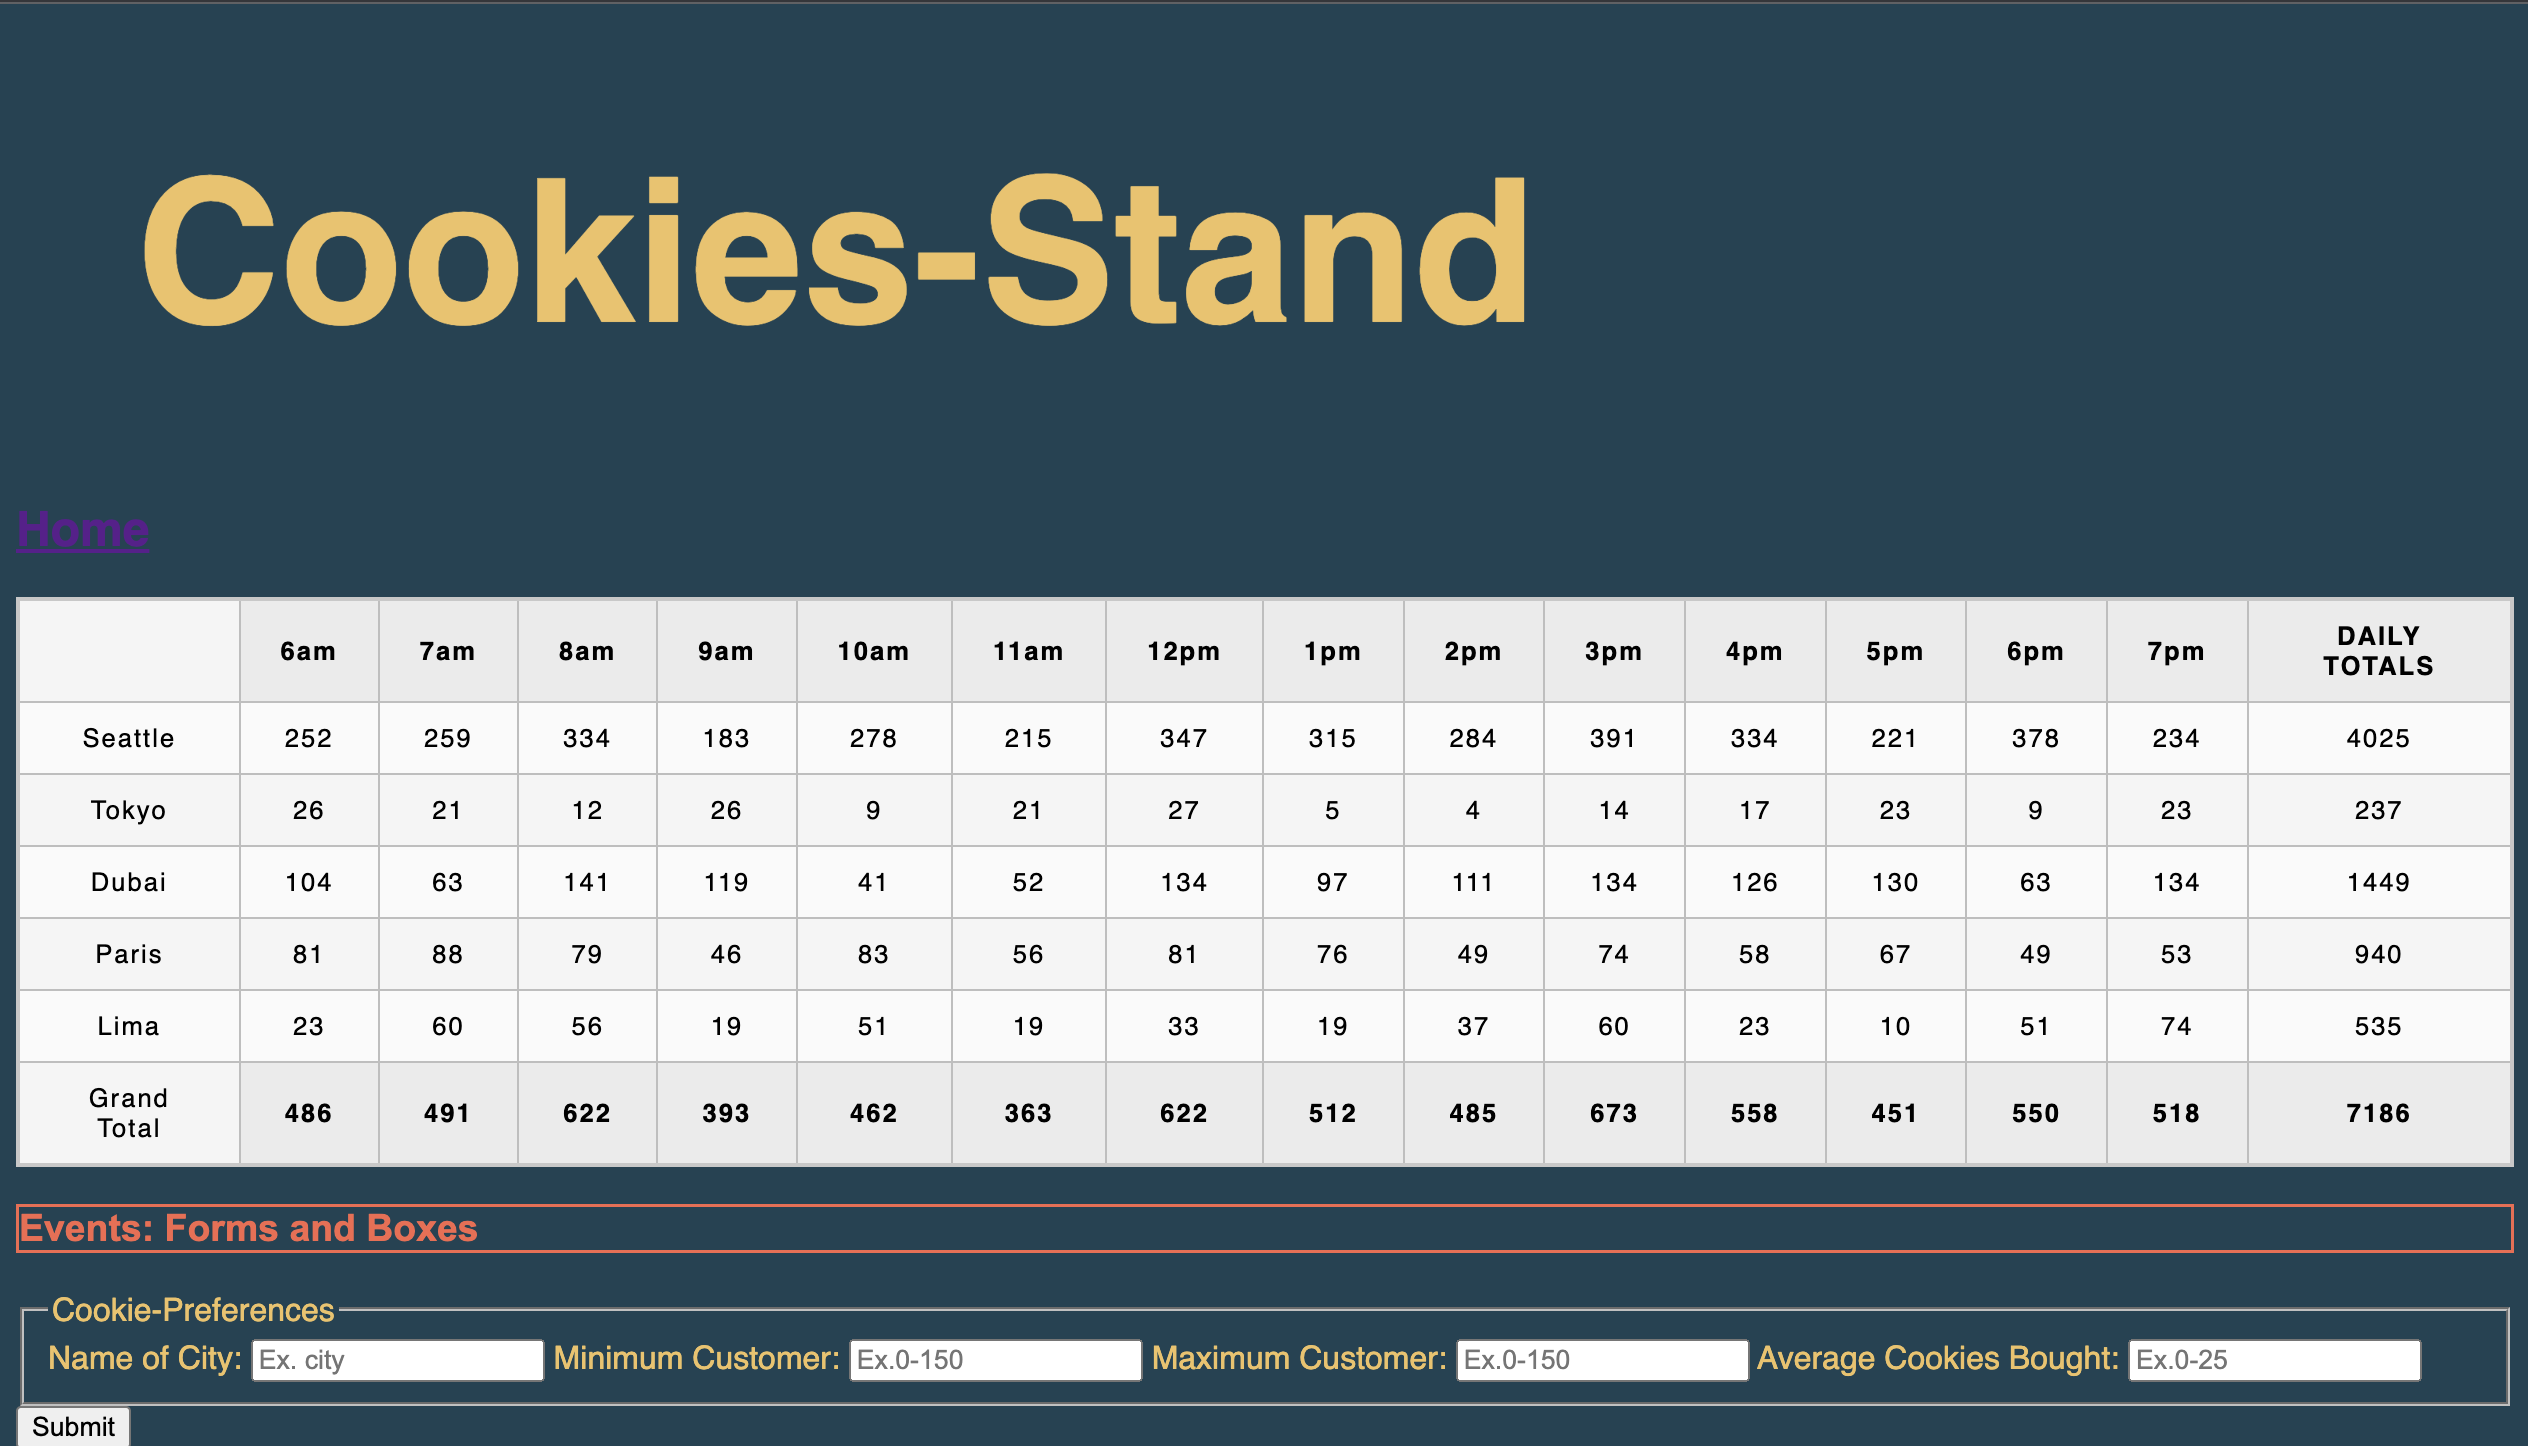 Cookies-Stand
Home
6am 7am 8am 9am 10am 11am 12pm 1pm 2pm 3pm 4pm 5pm 6pm 7pm DAILY TOTALS
Seattle 252 259 334 183 278 215 347 315 284 391 334 221 378 234 4025
Tokyo 26 21 12 26 9 21 27 5 4 14 17 23 9 23 237
Dubai 104 63 141 119 41 52 134 97 111 134 126 130 63 134 1449
Paris 81 88 79 46 83 56 81 76 49 74 58 67 49 53 940
Lima 23 60 56 19 51 19 33 19 37 60 23 10 51 74 535
Grand Total 486 491 622 393 462 363 622 512 485 673 558 451 550 518 7186
Events: Forms and Boxes
Cookie-Preferences
Name of City: Ex. city Minimum Customer: Ex.0-150 Maximum Customer: Ex.0-150 Average Cookies Bought: Ex.0-25
Submit